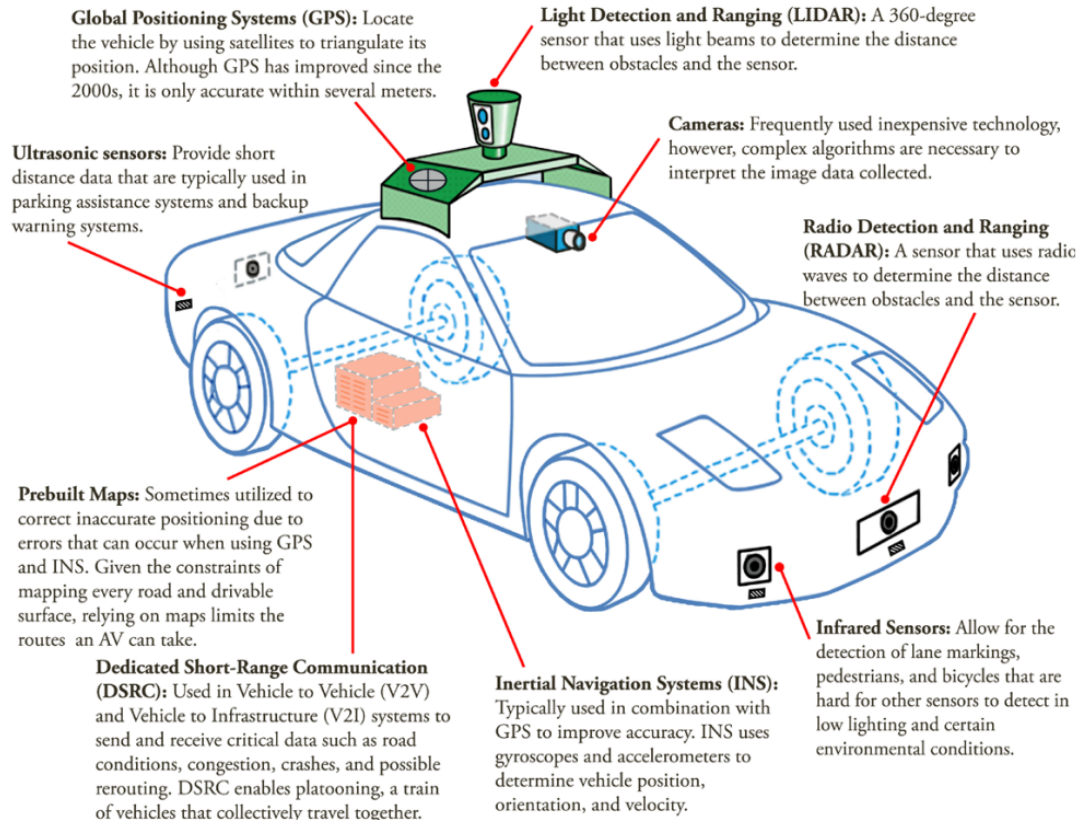 Global Positioning Systems (GPS): Locate
the vehicle by using satellites to triangulate its
position. Although GPS has improved since the
2000s, it is only accurate within several meters.
Light Detection and Ranging (LIDAR): A 360-degree
sensor that uses light beams to determine the distance
between obstacles and the sensor.
Cameras: Frequently used inexpensive technology,
however, complex algorithms are necessary to
interpret the image data collected.
Ultrasonic sensors: Provide short
distance data that are typically used in
parking assistance systems and backup
warning systems.
Radio Detection and Ranging
(RADAR): A sensor that uses radio
waves to determine the distance
between obstacles and the sensor.
Prebuilt Maps: Sometimes utilized to
correct inaccurate positioning due to
errors that can occur when using GPS
and INS. Given the constraints of
mapping every road and drivable
surface, relying on maps limits the
routes an AV can take.
Dedicated Short-Range Communication
(DSRC): Used in Vehicle to Vehicle (V2V)
and Vehicle to Infrastructure (V2I) systems to
send and receive critical data such as road
conditions, congestion, crashes, and possible
rerouting. DSRC enables platooning, a train
of vehicles that collectively travel together.
Inertial Navigation Systems (INS):
Typically used in combination with
GPS to improve accuracy. INS uses
gyroscopes and accelerometers to
determine vehicle position,
orientation, and velocity.
Infrared Sensors: Allow for the
detection of lane markings,
pedestrians, and bicycles that are
hard for other sensors to detect in
low lighting and certain
environmental conditions.